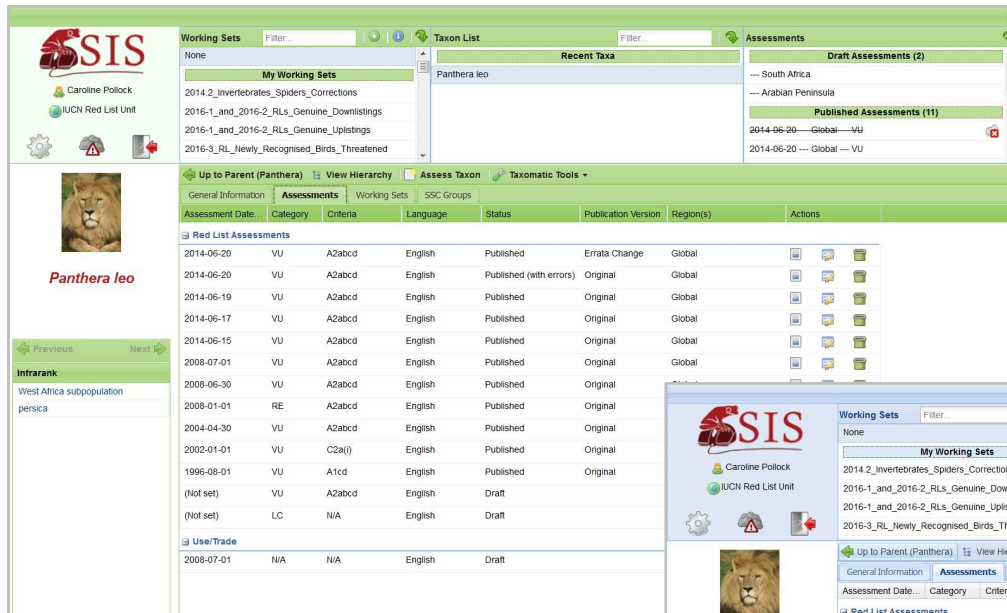 SIS
Caroline Pollock
IUCN Red List Unit
Working Sets Filter...
None
My Working Sets
2014.2_Invertebrates_Spiders_Corrections
2016-1_and_2016-2_RLs_Genuine_Downlistings
2016-1_and_2016-2_RLs_Genuine_Uplistings
2016-3_RL_Newly_Recognised_Birds_Threatened
Taxon List Filter...
Recent Taxa
Panthera leo
Assessments
Draft Assessments (2)
--- South Africa
--- Arabian Peninsula
Published Assessments (11)
2014-06-20 --- Global --- VU
2014-06-20 --- Global --- VU
Panthera leo
Previous Next
Infrarank
West Africa subpopulation
persica
Up to Parent (Panthera) View Hierarchy Assess Taxon Taxomatic Tools
General Information Assessments Working Sets SSC Groups
Assessment Date... Category Criteria Language Status Publication Version Region(s) Actions
Red List Assessments
2014-06-20 VU A2abcd English Published Errata Change Global
2014-06-20 VU A2abcd English Published (with errors) Original Global
2014-06-19 VU A2abcd English Published Original Global
2014-06-17 VU A2abcd English Published Original Global
2014-06-15 VU A2abcd English Published Original Global
2008-07-01 VU A2abcd English Published Original Global
2008-06-30 VU A2abcd English Published Original
2008-01-01 RE A2abcd English Published Original
2004-04-30 VU A2abcd English Published Original
2002-01-01 VU C2a(i) English Published Original
1996-08-01 VU A1cd English Published Original
(Not set) VU A2abcd English Draft
(Not set) LC N/A English Draft
Use/Trade
2008-07-01 N/A N/A English Draft
SIS
Caroline Pollock
IUCN Red List Unit
Working Sets Filter...
None
My Working Sets
2014.2_Invertebrates_Spiders_Correction
2016-1_and_2016-2_RLs_Genuine_Dow
2016-1_and_2016-2_RLs_Genuine_Uplis
2016-3_RL_Newly_Recognised_Birds_Th
Up to Parent (Panthera) View Hie
General Information Assessments
Assessment Date... Category Criter
Red List Assessments